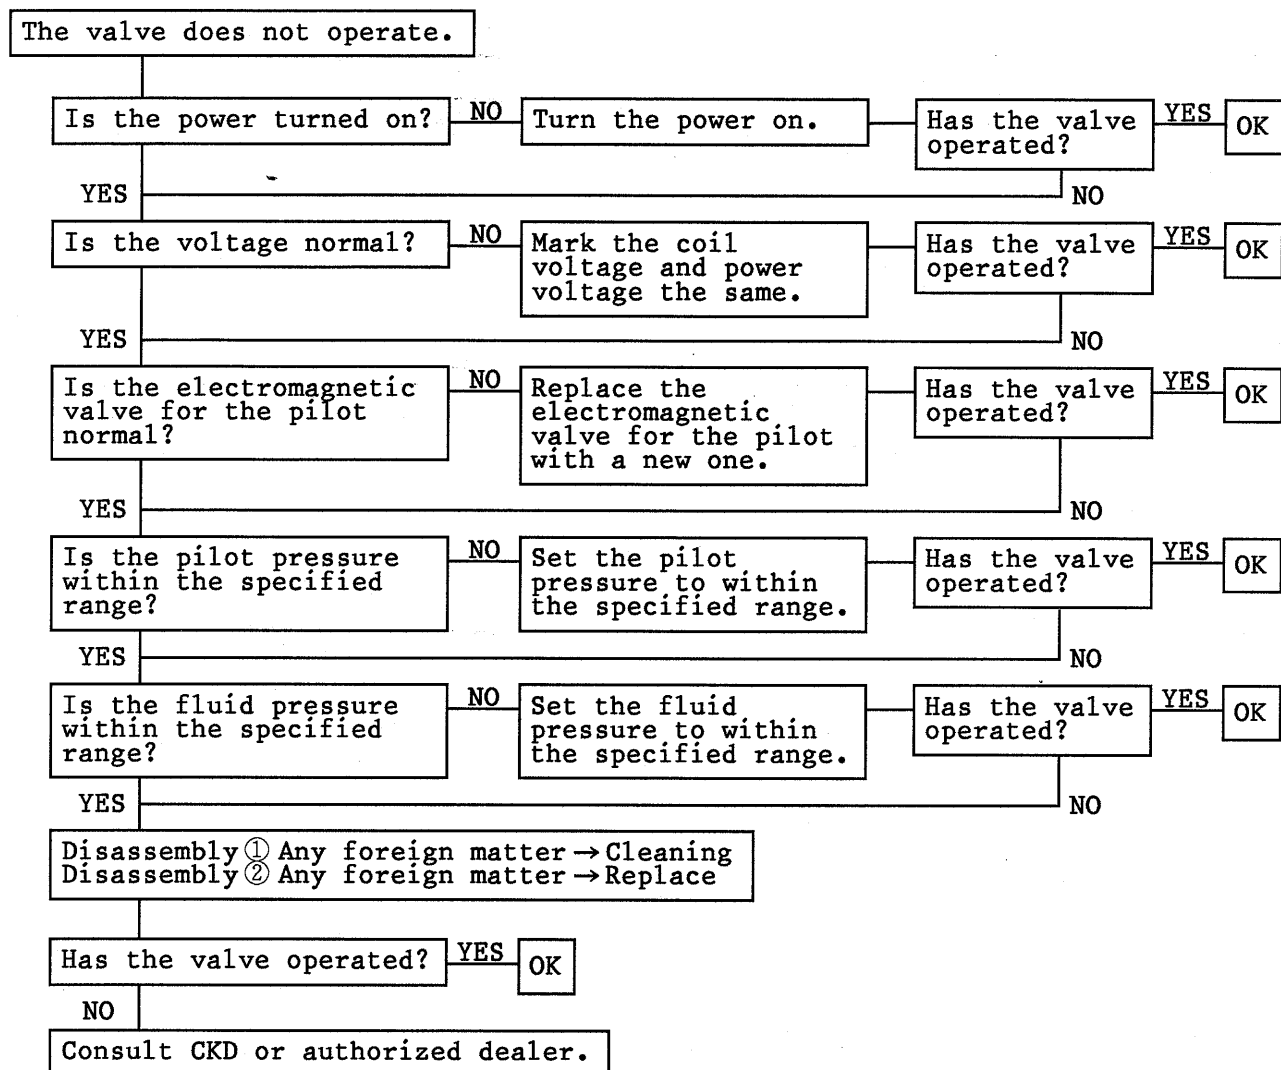 The valve does not operate.
Is the power turned on?
NO
Turn the power on.
Has the valve
operated?
YES
OK
YES
NO
Is the voltage normal?
NO
Mark the coil
voltage and power
voltage the same.
Has the valve
operated?
YES
OK
YES
NO
Is the electromagnetic
valve for the pilot
normal?
NO
Replace the
electromagnetic
valve for the pilot
with a new one.
Has the valve
operated?
YES
OK
YES
NO
Is the pilot pressure
within the specified
range?
NO
Set the pilot
pressure to within
the specified range.
Has the valve
operated?
YES
OK
YES
NO
Is the fluid pressure
within the specified
range?
NO
Set the fluid
pressure to within
the specified range.
Has the valve
operated?
YES
OK
YES
NO
Disassembly ① Any foreign matter → Cleaning
Disassembly ② Any foreign matter → Replace
Has the valve operated?
YES
OK
NO
Consult CKD or authorized dealer.